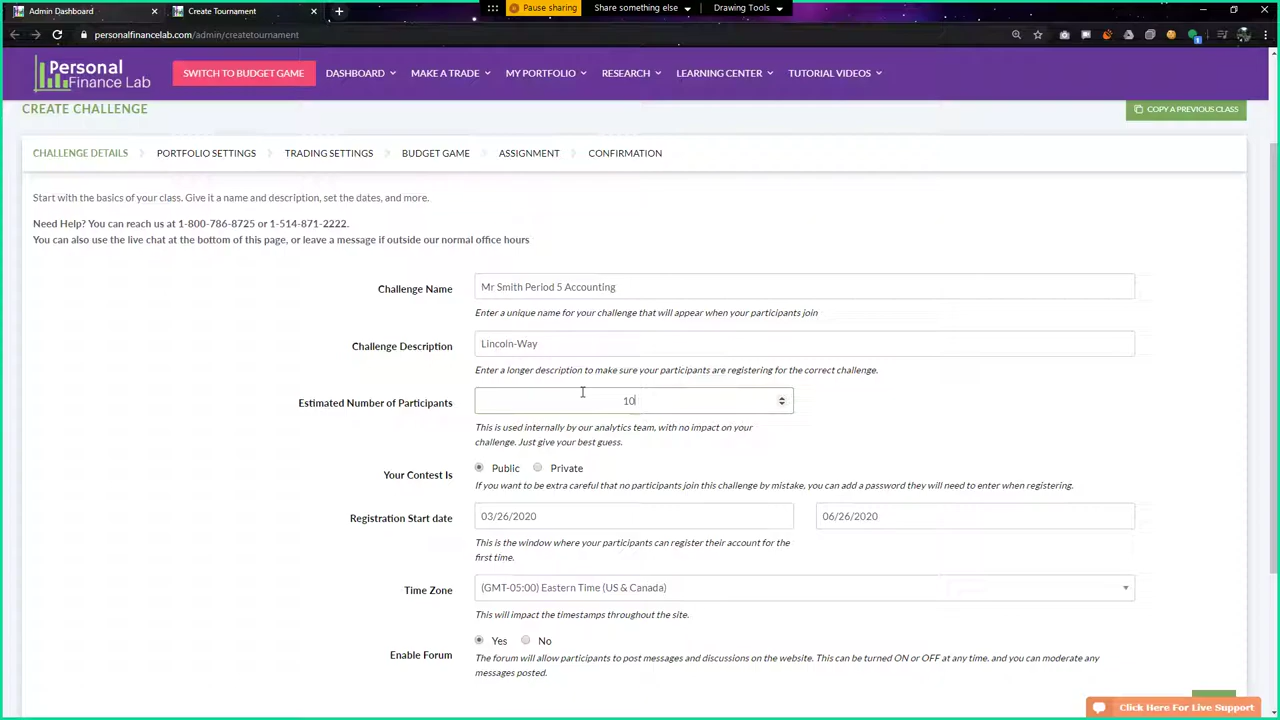 Pause sharing Share something else Drawing Tools
Admin Dashboard Create Tournament
personalfinancelab.com/admin/createtournament
Personal Finance Lab
SWITCH TO BUDGET GAME DASHBOARD MAKE A TRADE MY PORTFOLIO RESEARCH LEARNING CENTER TUTORIAL VIDEOS
CREATE CHALLENGE COPY A PREVIOUS CLASS
CHALLENGE DETAILS PORTFOLIO SETTINGS TRADING SETTINGS BUDGET GAME ASSIGNMENT CONFIRMATION
Start with the basics of your class. Give it a name and description, set the dates, and more.
Need Help? You can reach us at 1-800-786-8725 or 1-514-871-2222.
You can also use the live chat at the bottom of this page, or leave a message if outside our normal office hours
Challenge Name Mr Smith Period 5 Accounting
Enter a unique name for your challenge that will appear when your participants join
Challenge Description Lincoln-Way
Enter a longer description to make sure your participants are registering for the correct challenge.
Estimated Number of Participants 10
This is used internally by our analytics team, with no impact on your
challenge. Just give your best guess.
Your Contest Is Public Private
If you want to be extra careful that no participants join this challenge by mistake, you can add a password they will need to enter when registering.
Registration Start date 03/26/2020 06/26/2020
This is the window where your participants can register their account for the
first time.
Time Zone (GMT-05:00) Eastern Time (US & Canada)
This will impact the timestamps throughout the site.
Enable Forum Yes No
The forum will allow participants to post messages and discussions on the website. This can be turned ON or OFF at any time. and you can moderate any
messages posted.
Click Here For Live Support